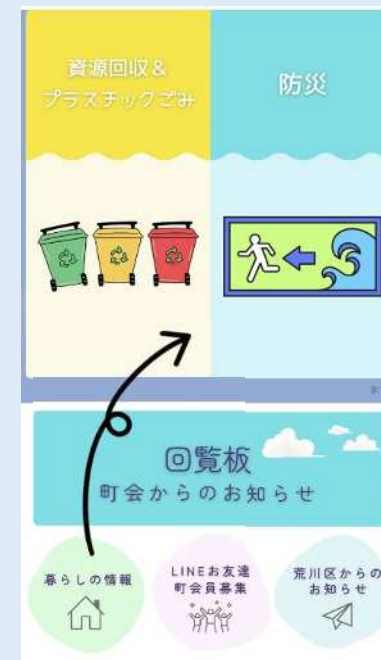 資源回収&
プラスチックごみ
防災
回覧板
町会からのお知らせ
暮らしの情報
LINEお友達
町会員募集
荒川区からの
お知らせ